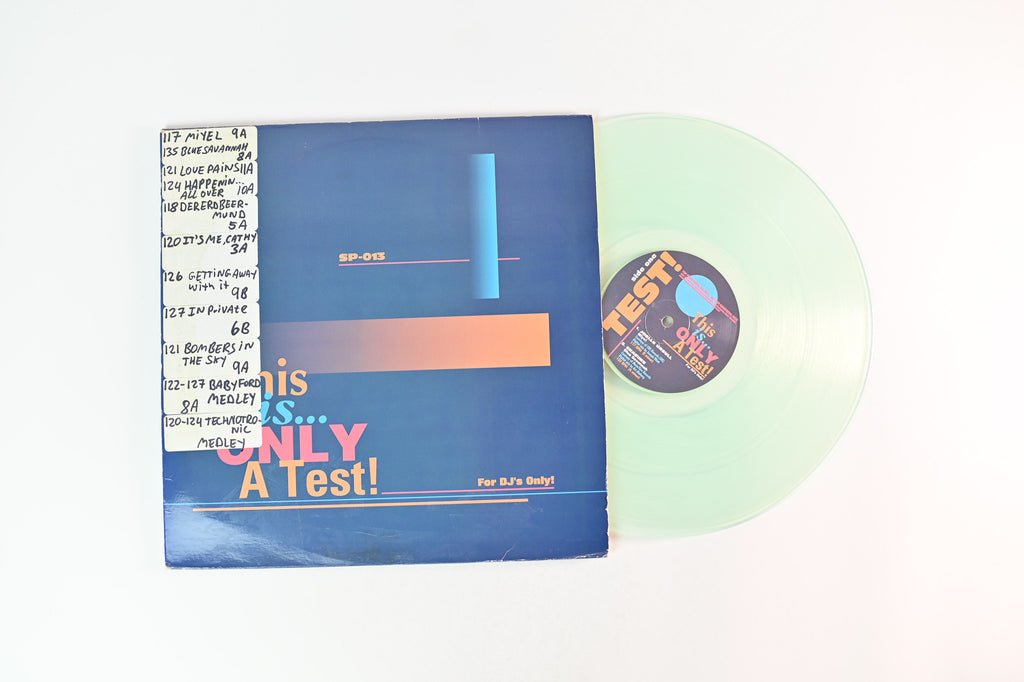 117 MIYEL 9A
135 BLUESAVANNAH
8A
121 LOVE PAINS 11A
124 HAPPENIN...
ALL OVER 10A
118 DERERDBEER-
MUND
5A
120 IT'S ME, CATHY
3A
126 GETTING AWAY
with it
9B
127 IN PRIVATE
6B
121 BOMBERS IN
THE SKY
9A
122-127 BABYFORD
8A MEDLEY
120-124 TECHNOTRO-
NIC
MEDLEY
SP-013
his
is...
ONLY
A Test!
For DJ's Only!
side one
TEST!
This
is...
ONLY
A Test!